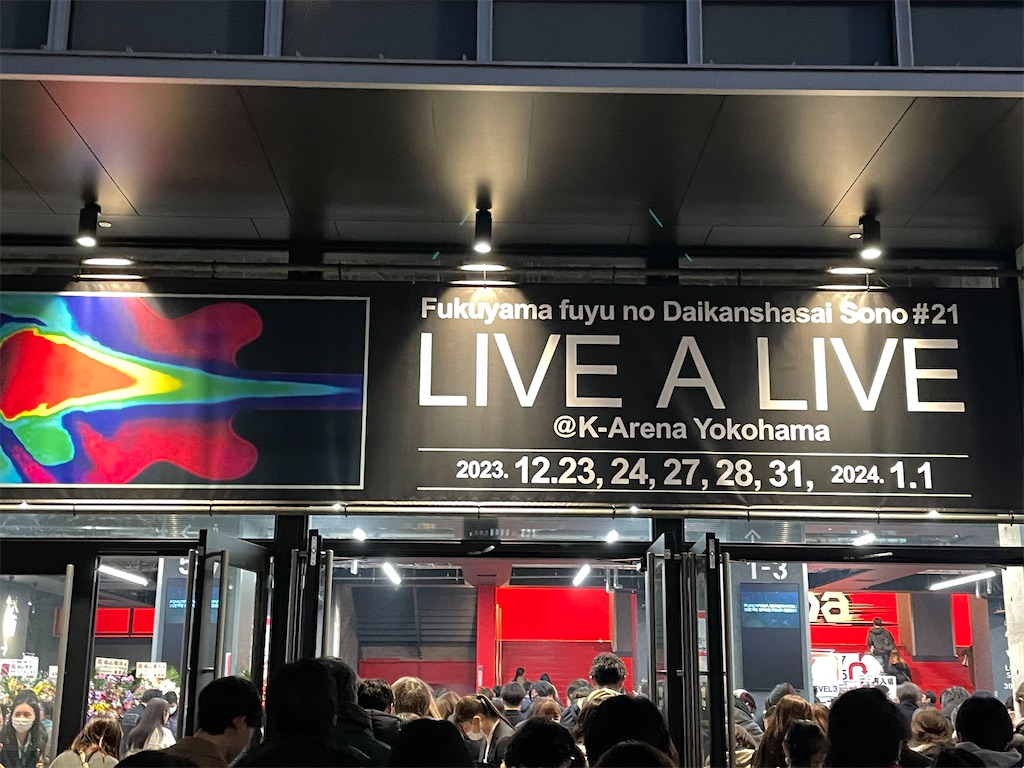 Fukuyama fuyu no Daikanshasai Sono #21
LIVE A LIVE
@K-Arena Yokohama
2023. 12.23, 24, 27, 28, 31, 2024. 1.1
1-3